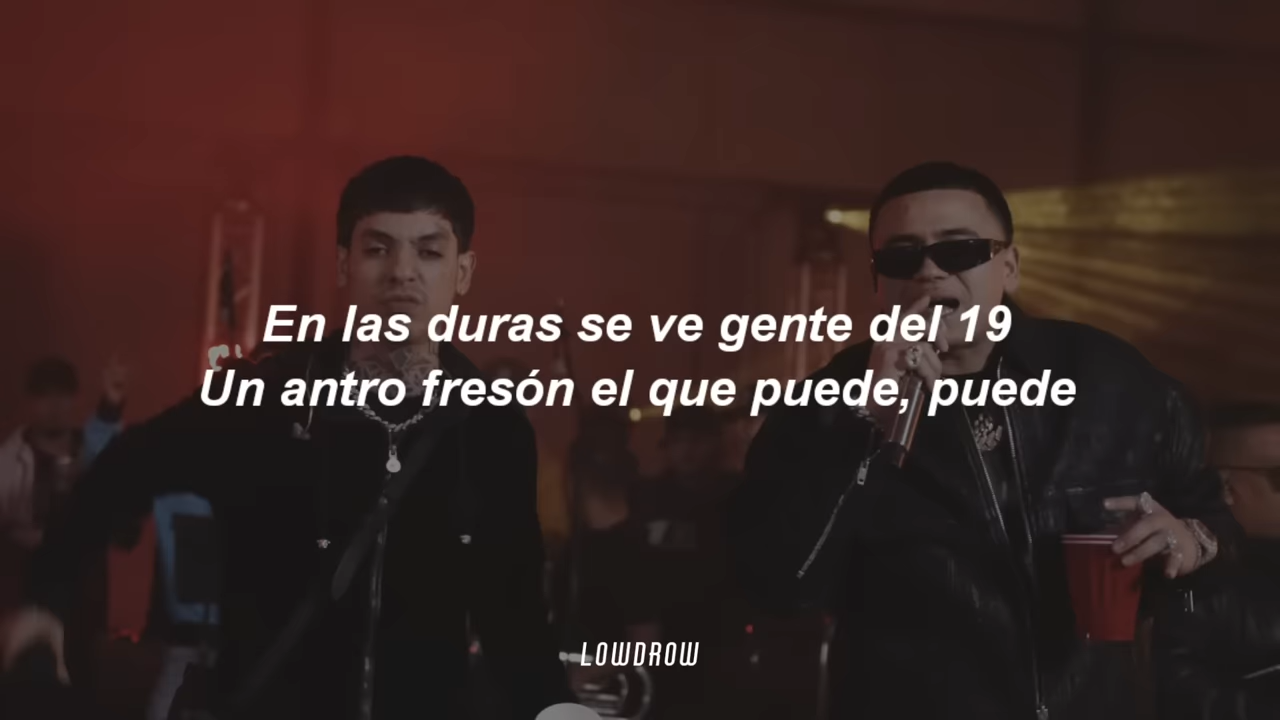 En las duras se ve gente del 19
Un antro fresón el que puede, puede
LOWDROW